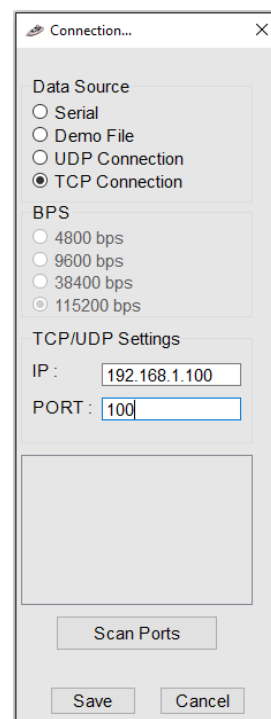 Connection...
Data Source
Serial
Demo File
UDP Connection
TCP Connection
BPS
4800 bps
9600 bps
38400 bps
115200 bps
TCP/UDP Settings
IP : 192.168.1.100
PORT : 100
Scan Ports
Save Cancel